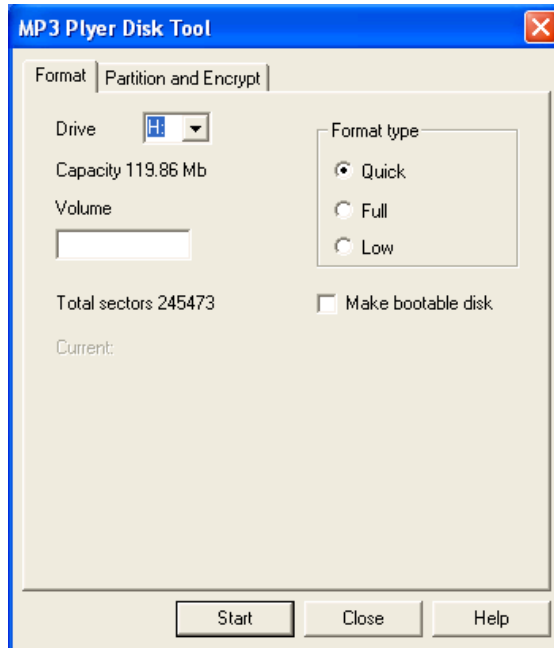 MP3 Plyer Disk Tool
Format Partition and Encrypt
Drive H:
Capacity 119.86 Mb
Volume
Total sectors 245473
Current:
Format type
Quick
Full
Low
Make bootable disk
Start Close Help